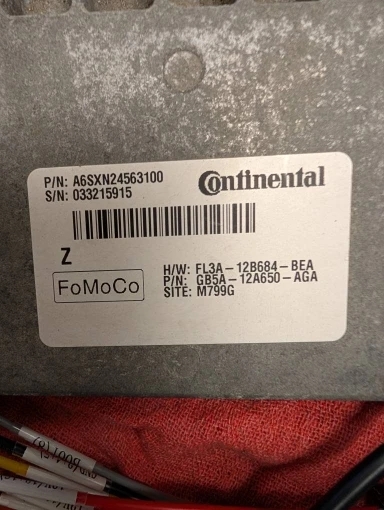 P/N: A6SXN24563100
S/N: 033215915
Continental
Z
FoMoCo
H/W: FL3A-12B684-BEA
P/N: GB5A-12A650-AGA
SITE: M799G